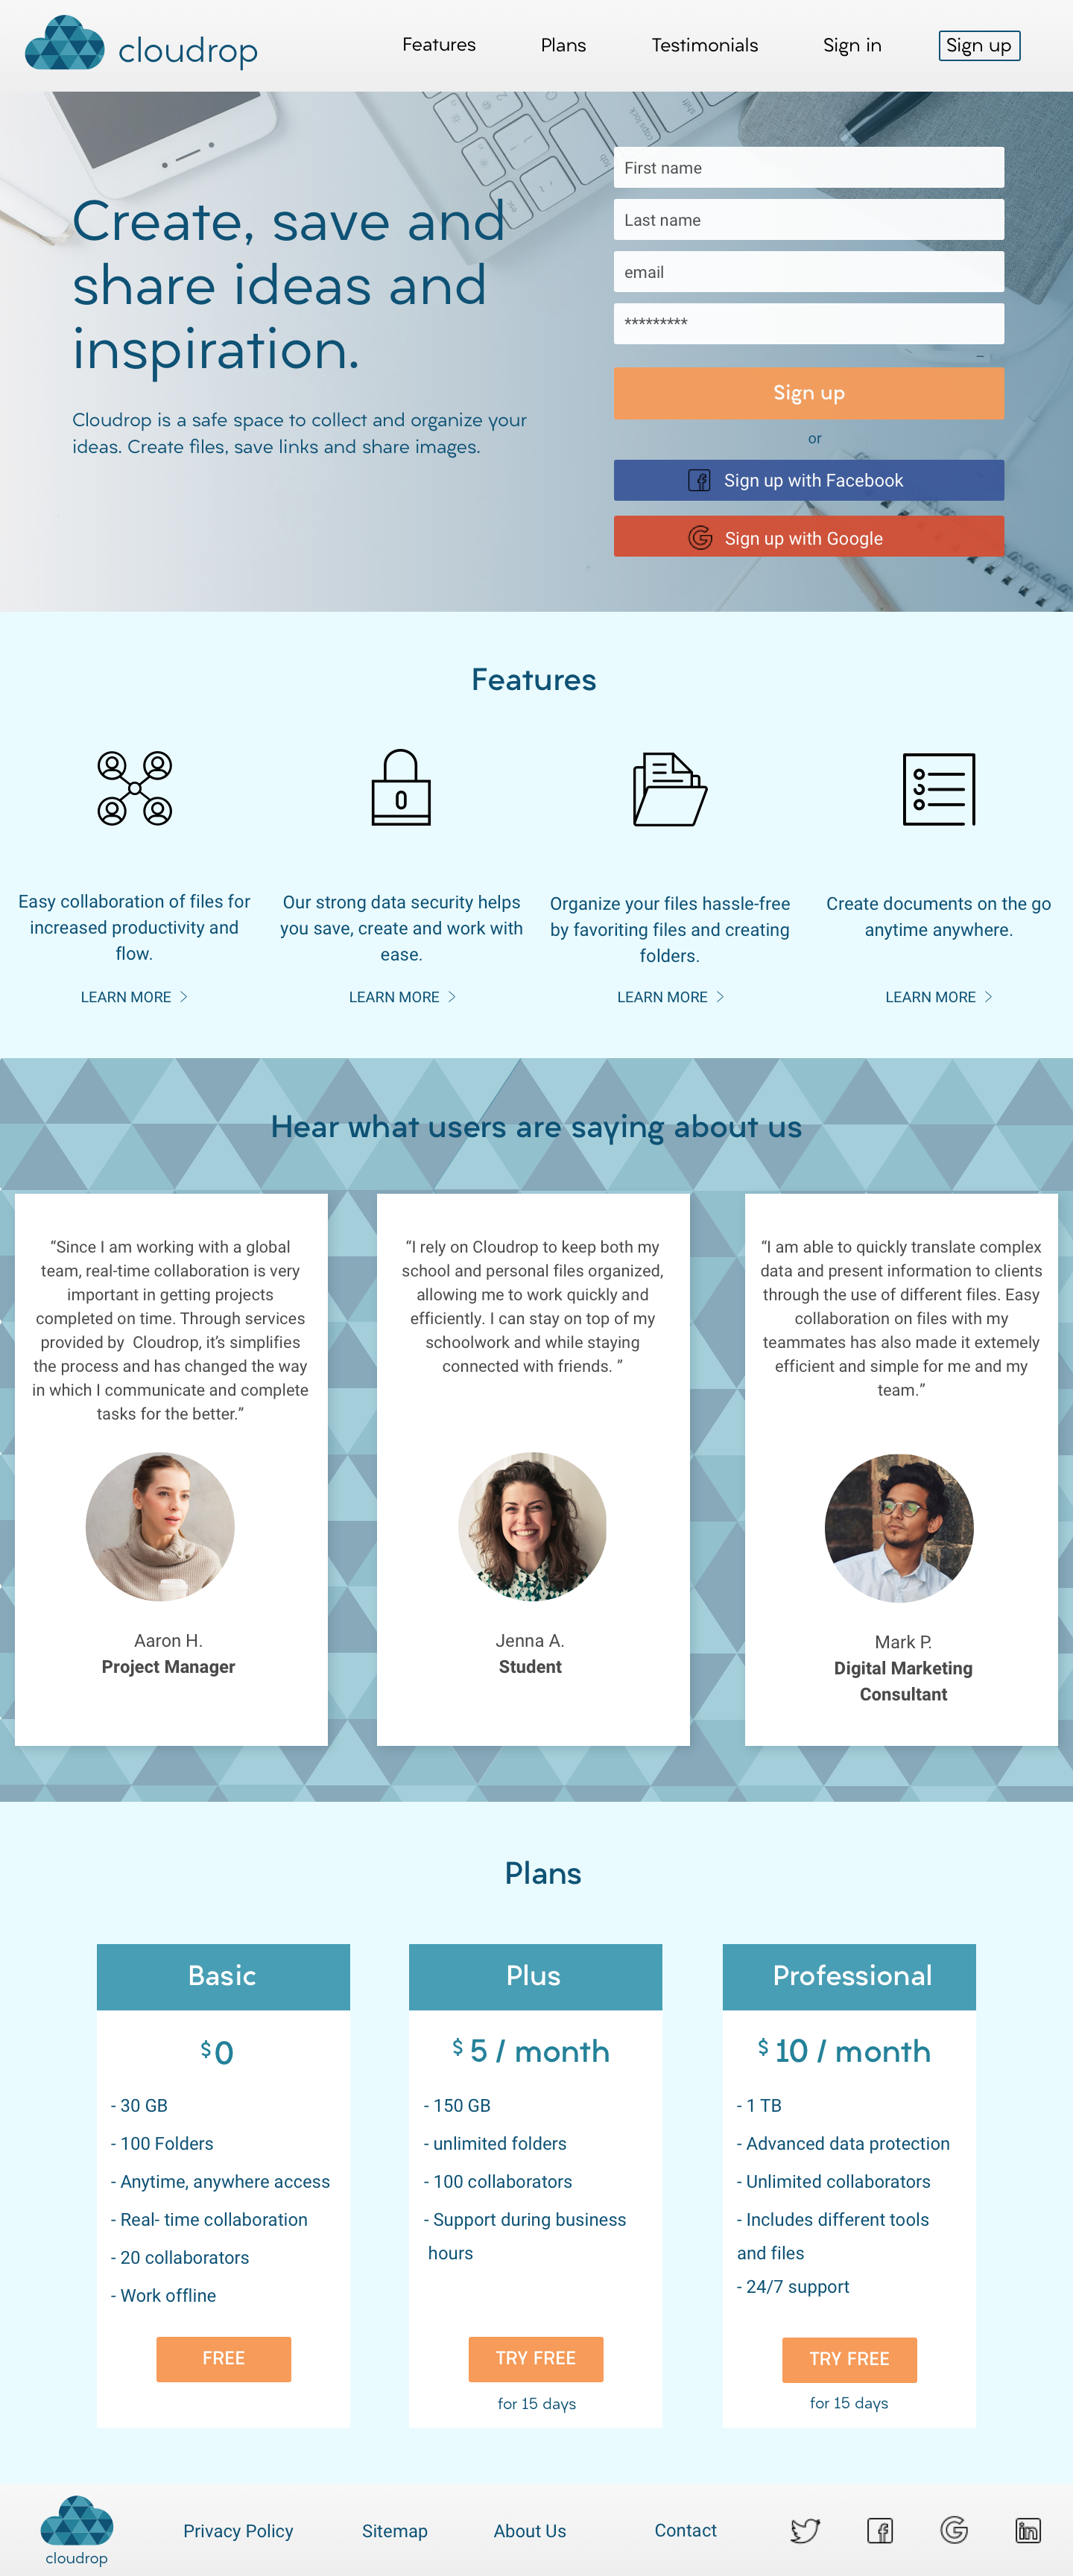 cloudrop
Features
Plans
Testimonials
Sign in
Sign up
Create, save and
share ideas and
inspiration.
Cloudrop is a safe space to collect and organize your
ideas. Create files, save links and share images.
First name
Last name
email
*********
Sign up
or
Sign up with Facebook
Sign up with Google
Features
Easy collaboration of files for
increased productivity and
flow.
LEARN MORE
Our strong data security helps
you save, create and work with
ease.
LEARN MORE
Organize your files hassle-free
by favoriting files and creating
folders.
LEARN MORE
Create documents on the go
anytime anywhere.
LEARN MORE
Hear what users are saying about us
“Since I am working with a global
team, real-time collaboration is very
important in getting projects
completed on time. Through services
provided by  Cloudrop, it’s simplifies
the process and has changed the way
in which I communicate and complete
tasks for the better.”
Aaron H.
Project Manager
“I rely on Cloudrop to keep both my
school and personal files organized,
allowing me to work quickly and
efficiently. I can stay on top of my
schoolwork and while staying
connected with friends. ”
Jenna A.
Student
“I am able to quickly translate complex
data and present information to clients
through the use of different files. Easy
collaboration on files with my
teammates has also made it extemely
efficient and simple for me and my
team.”
Mark P.
Digital Marketing
Consultant
Plans
Basic
$0
- 30 GB
- 100 Folders
- Anytime, anywhere access
- Real- time collaboration
- 20 collaborators
- Work offline
FREE
Plus
$ 5 / month
- 150 GB
- unlimited folders
- 100 collaborators
- Support during business
hours
TRY FREE
for 15 days
Professional
$ 10 / month
- 1 TB
- Advanced data protection
- Unlimited collaborators
- Includes different tools
and files
- 24/7 support
TRY FREE
for 15 days
cloudrop
Privacy Policy
Sitemap
About Us
Contact